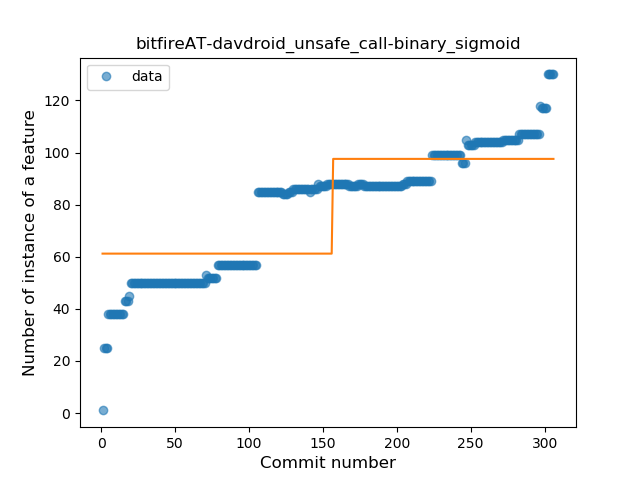 bitfireAT-davdroid_unsafe_call-binary_sigmoid
data
Number of instance of a feature
120
100
80
60
40
20
0
0 50 100 150 200 250 300
Commit number